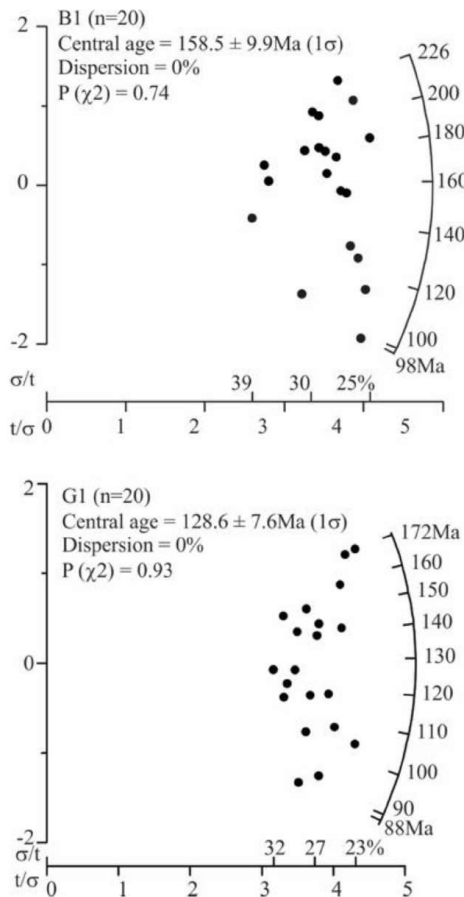 B1 (n=20)
Central age = 158.5 ± 9.9Ma (1σ)
Dispersion = 0%
P (χ2) = 0.74
2
0
-2
226
200
180
160
140
120
100
98Ma
σ/t
39 30 25%
t/σ
0 1 2 3 4 5
G1 (n=20)
Central age = 128.6 ± 7.6Ma (1σ)
Dispersion = 0%
P (χ2) = 0.93
2
0
-2
172Ma
160
150
140
130
120
110
100
90
88Ma
σ/t
32 27 23%
t/σ
0 1 2 3 4 5